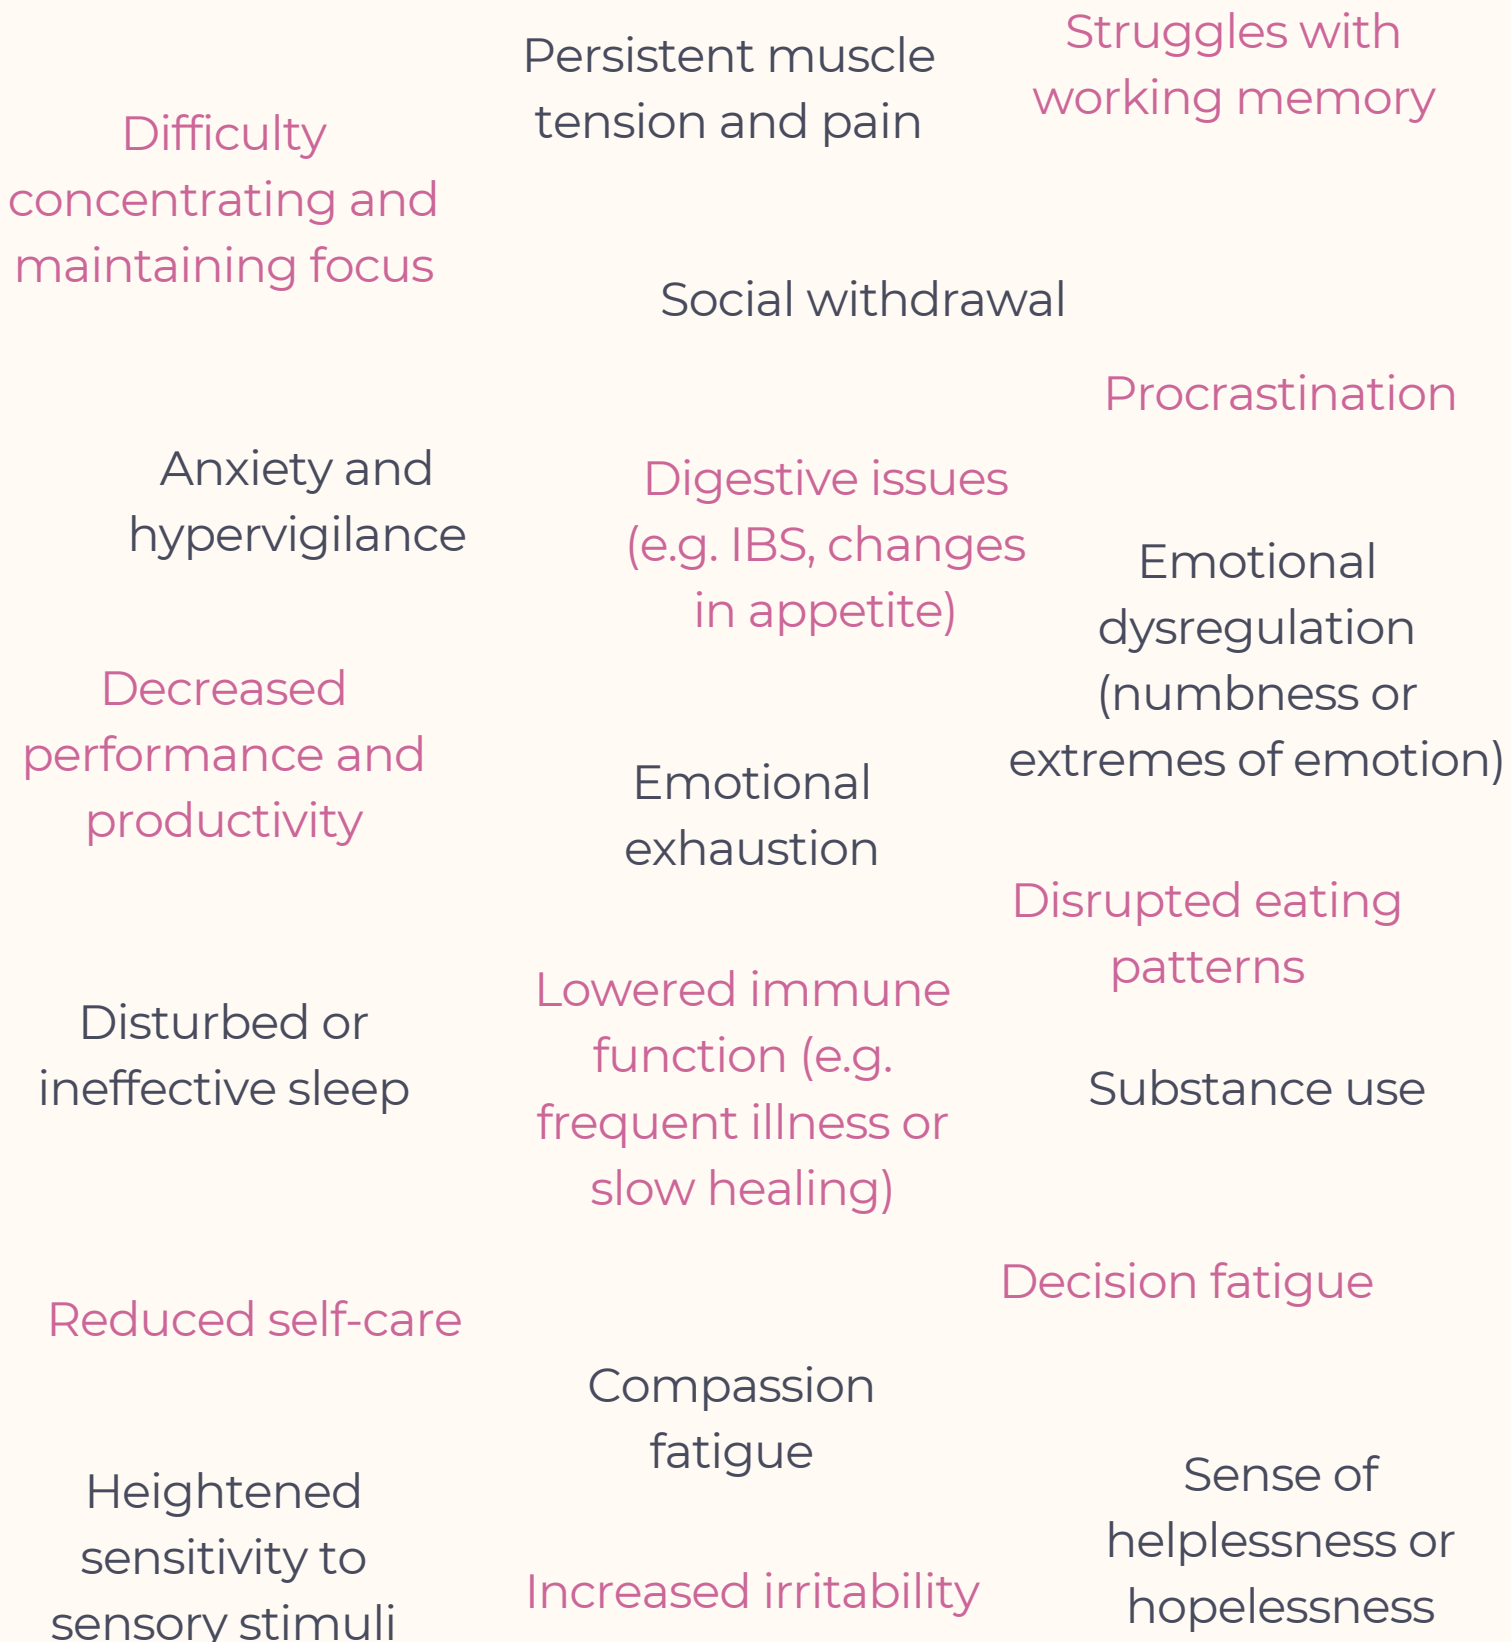 Struggles with
working memory
Persistent muscle
tension and pain
Difficulty
concentrating and
maintaining focus
Social withdrawal
Procrastination
Anxiety and
hypervigilance
Digestive issues
(e.g. IBS, changes
in appetite)
Emotional
dysregulation
(numbness or
extremes of emotion)
Decreased
performance and
productivity
Emotional
exhaustion
Disrupted eating
patterns
Lowered immune
function (e.g.
frequent illness or
slow healing)
Disturbed or
ineffective sleep
Substance use
Decision fatigue
Reduced self-care
Compassion
fatigue
Sense of
helplessness or
hopelessness
Heightened
sensitivity to
sensory stimuli
Increased irritability